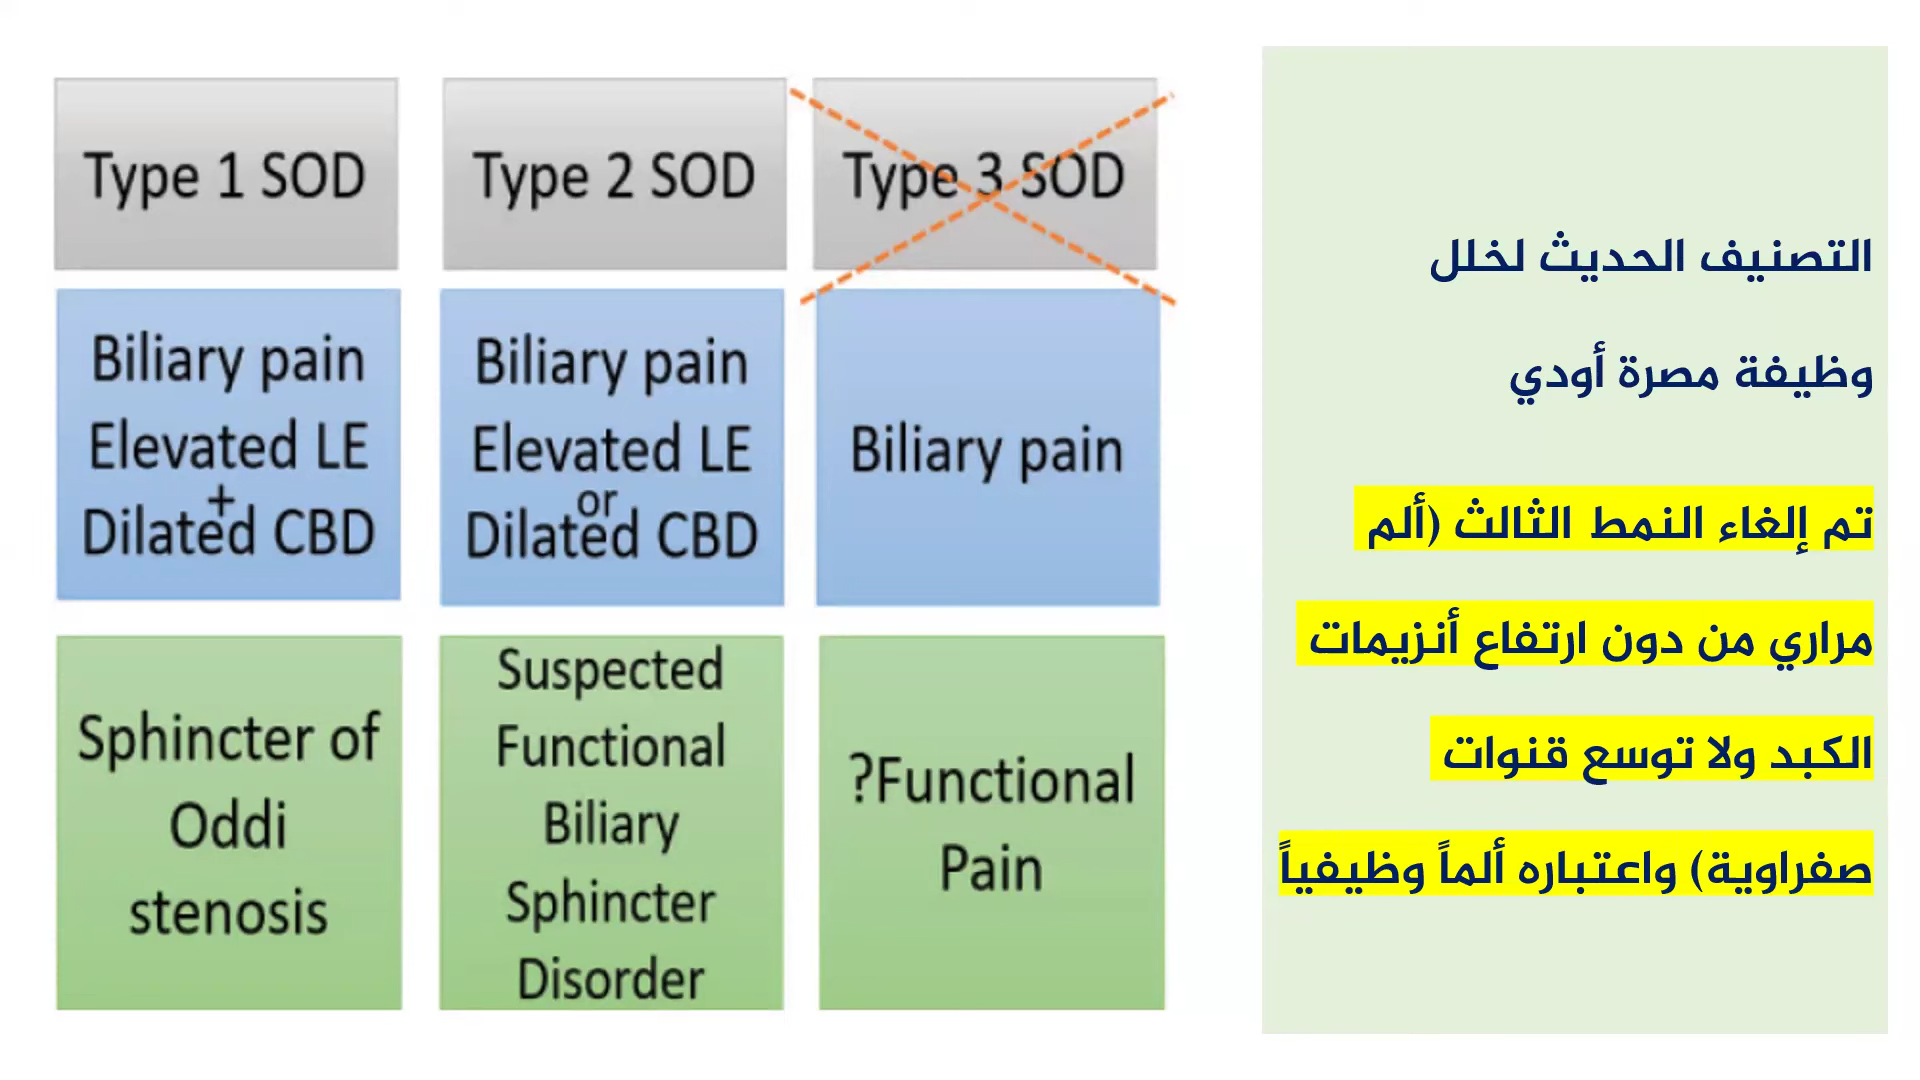 Type 1 SOD
Type 2 SOD
Type 3 SOD
Biliary pain
Elevated LE
+
Dilated CBD
Biliary pain
Elevated LE
or
Dilated CBD
Biliary pain
Sphincter of
Oddi
stenosis
Suspected
Functional
Biliary
Sphincter
Disorder
?Functional
Pain
التصنيف الحديث لخلل
وظيفة مصرة أودي
تم إلغاء النمط الثالث (ألم
مراري من دون ارتفاع أنزيمات
الكبد ولا توسع قنوات
صفراوية) واعتباره ألماً وظيفياً